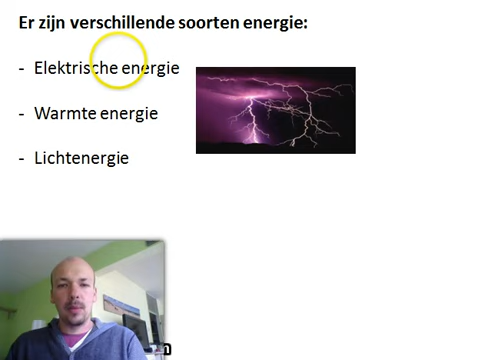 Er zijn verschillende soorten energie:
- Elektrische energie
- Warmte energie
- Lichtenergie